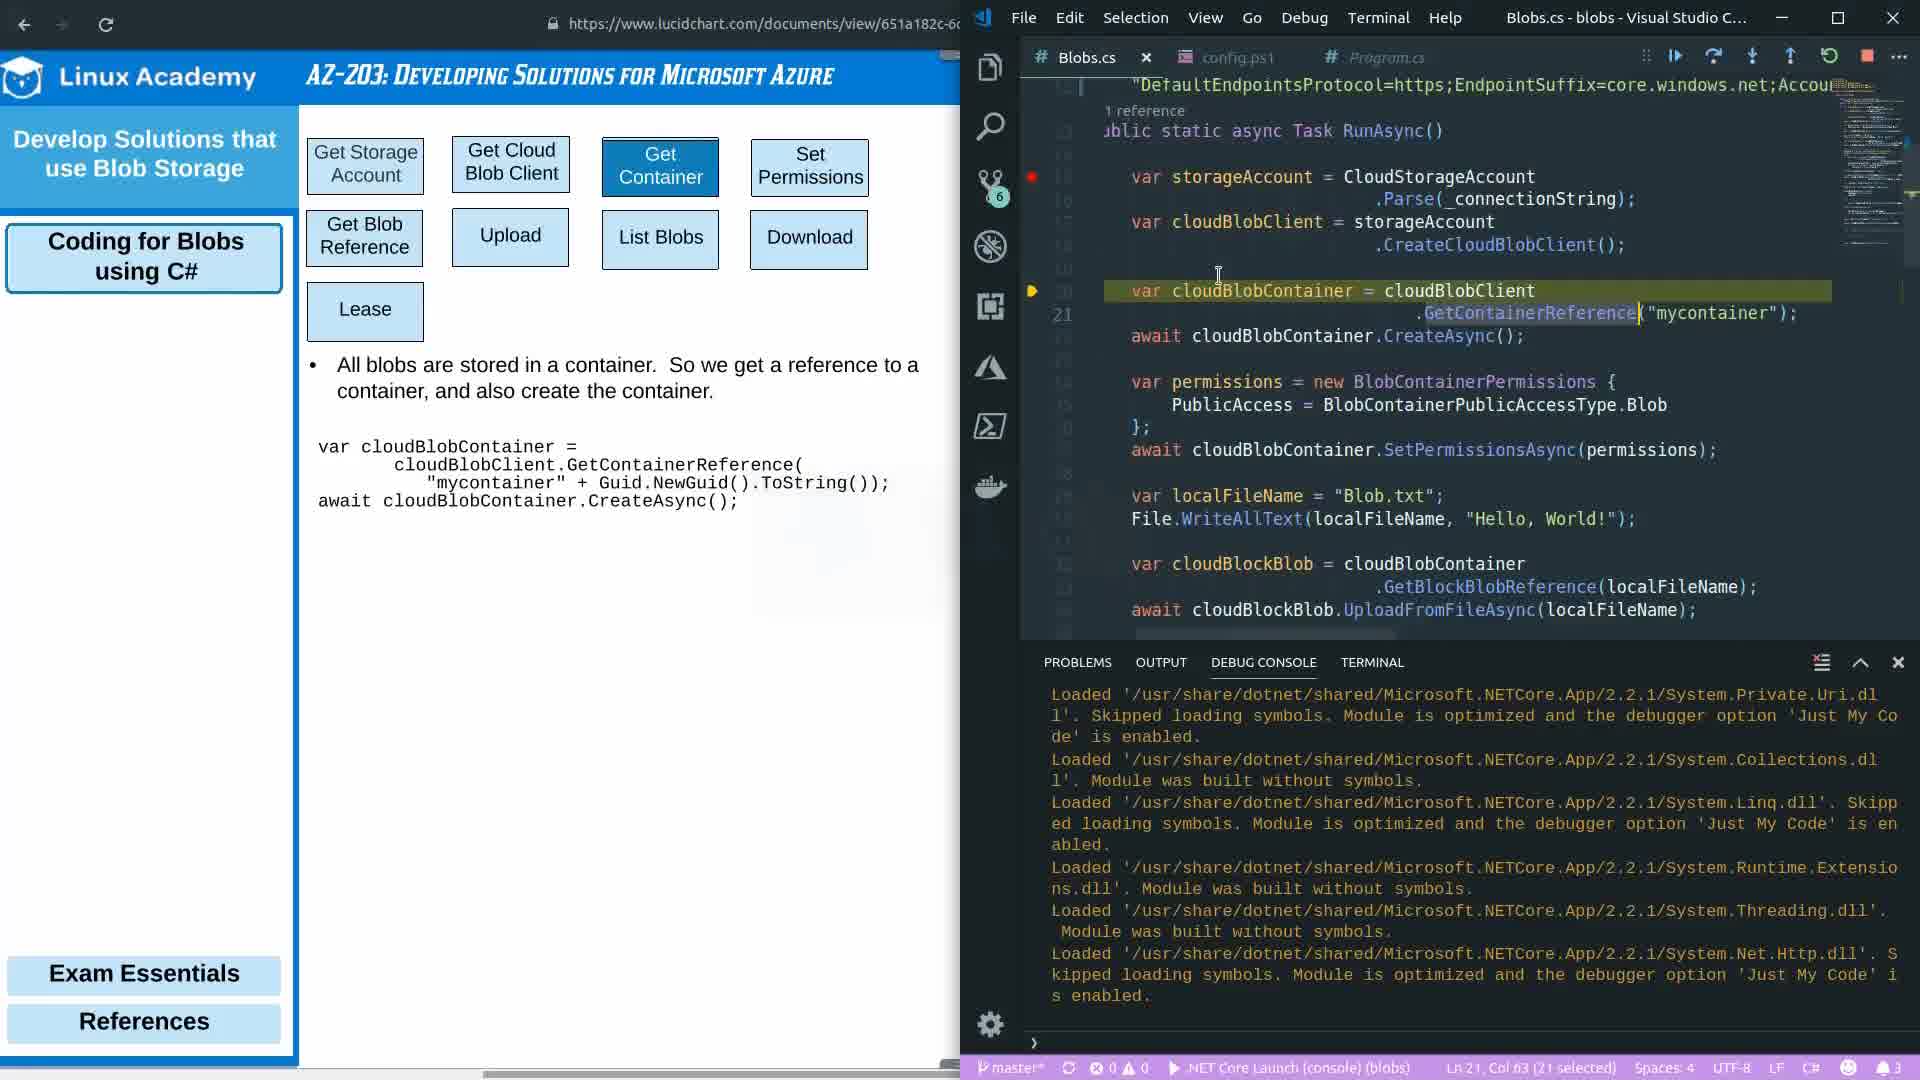 https://www.lucidchart.com/documents/view/651a182c-6c
Linux Academy
AZ-203: Developing Solutions for Microsoft Azure
Develop Solutions that
use Blob Storage
Coding for Blobs
using C#
Exam Essentials
References
Get Storage
Account
Get Cloud
Blob Client
Get
Container
Set
Permissions
Get Blob
Reference
Upload
List Blobs
Download
Lease
• All blobs are stored in a container. So we get a reference to a
container, and also create the container.
var cloudBlobContainer =
cloudBlobClient.GetContainerReference(
"mycontainer" + Guid.NewGuid().ToString());
await cloudBlobContainer.CreateAsync();
File Edit Selection View Go Debug Terminal Help Blobs.cs - blobs - Visual Studio C...
# Blobs.cs config.ps1 # Program.cs
6
"DefaultEndpointsProtocol=https;EndpointSuffix=core.windows.net;Accou
1 reference
ublic static async Task RunAsync()
var storageAccount = CloudStorageAccount
.Parse(_connectionString);
var cloudBlobClient = storageAccount
.CreateCloudBlobClient();
var cloudBlobContainer = cloudBlobClient
21 .GetContainerReference("mycontainer");
await cloudBlobContainer.CreateAsync();
var permissions = new BlobContainerPermissions {
PublicAccess = BlobContainerPublicAccessType.Blob
};
await cloudBlobContainer.SetPermissionsAsync(permissions);
var localFileName = "Blob.txt";
File.WriteAllText(localFileName, "Hello, World!");
var cloudBlockBlob = cloudBlobContainer
.GetBlockBlobReference(localFileName);
await cloudBlockBlob.UploadFromFileAsync(localFileName);
PROBLEMS OUTPUT DEBUG CONSOLE TERMINAL
Loaded '/usr/share/dotnet/shared/Microsoft.NETCore.App/2.2.1/System.Private.Uri.dl
l'. Skipped loading symbols. Module is optimized and the debugger option 'Just My Co
de' is enabled.
Loaded '/usr/share/dotnet/shared/Microsoft.NETCore.App/2.2.1/System.Collections.dl
l'. Module was built without symbols.
Loaded '/usr/share/dotnet/shared/Microsoft.NETCore.App/2.2.1/System.Linq.dll'. Skipp
ed loading symbols. Module is optimized and the debugger option 'Just My Code' is en
abled.
Loaded '/usr/share/dotnet/shared/Microsoft.NETCore.App/2.2.1/System.Runtime.Extensio
ns.dll'. Module was built without symbols.
Loaded '/usr/share/dotnet/shared/Microsoft.NETCore.App/2.2.1/System.Threading.dll'.
Module was built without symbols.
Loaded '/usr/share/dotnet/shared/Microsoft.NETCore.App/2.2.1/System.Net.Http.dll'. S
kipped loading symbols. Module is optimized and the debugger option 'Just My Code' i
s enabled.
master* 0 0 .NET Core Launch (console) (blobs) Ln 21, Col 63 (21 selected) Spaces: 4 UTF-8 LF C# 3